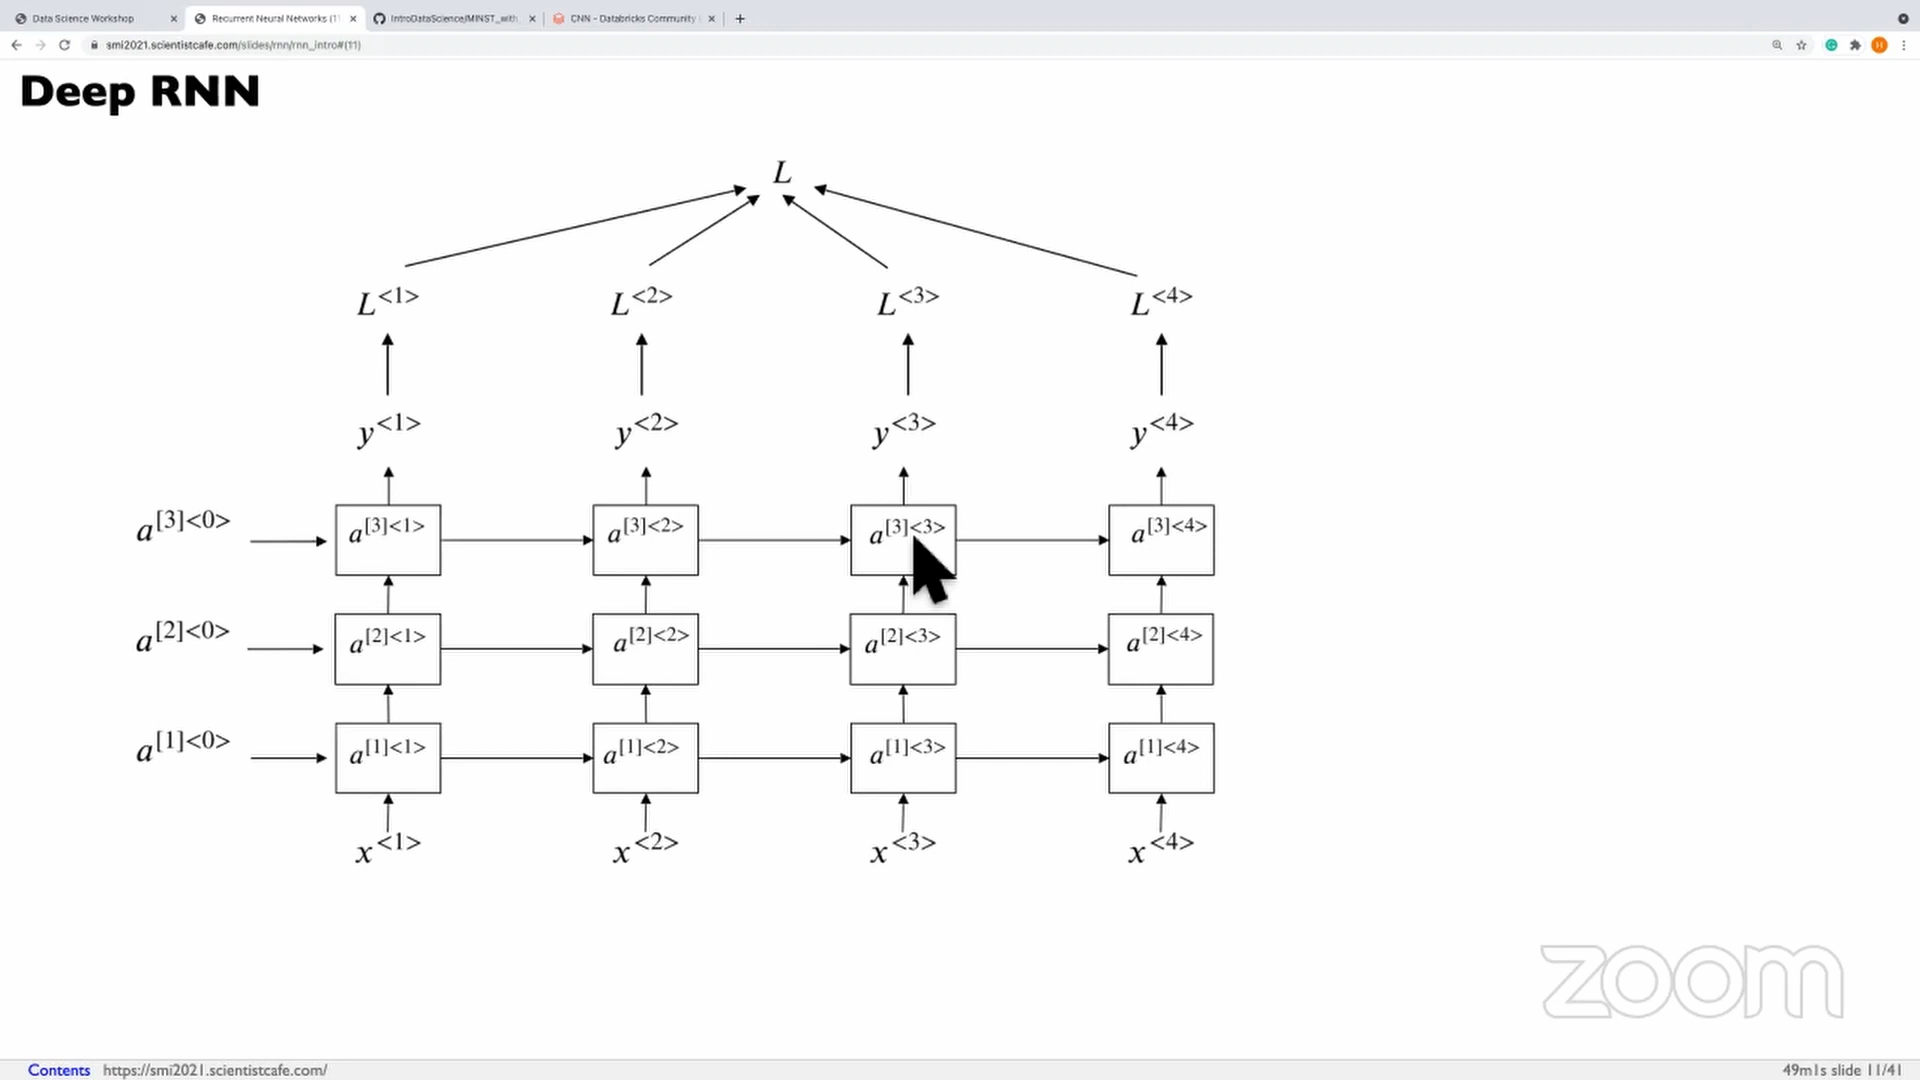 Data Science Workshop
Recurrent Neural Networks (1
IntroDataScience/MINST_with_
CNN - Databricks Community
smi2021.scientistcafe.com/slides/rnn/rnn_intro#(11)
H
Deep RNN
L
L<1> L<2> L<3> L<4>
y<1> y<2> y<3> y<4>
a[3]<0> a[3]<1> a[3]<2> a[3]<3> a[3]<4>
a[2]<0> a[2]<1> a[2]<2> a[2]<3> a[2]<4>
a[1]<0> a[1]<1> a[1]<2> a[1]<3> a[1]<4>
x<1> x<2> x<3> x<4>
zoom
Contents https://smi2021.scientistcafe.com/
49m1s slide 11/41